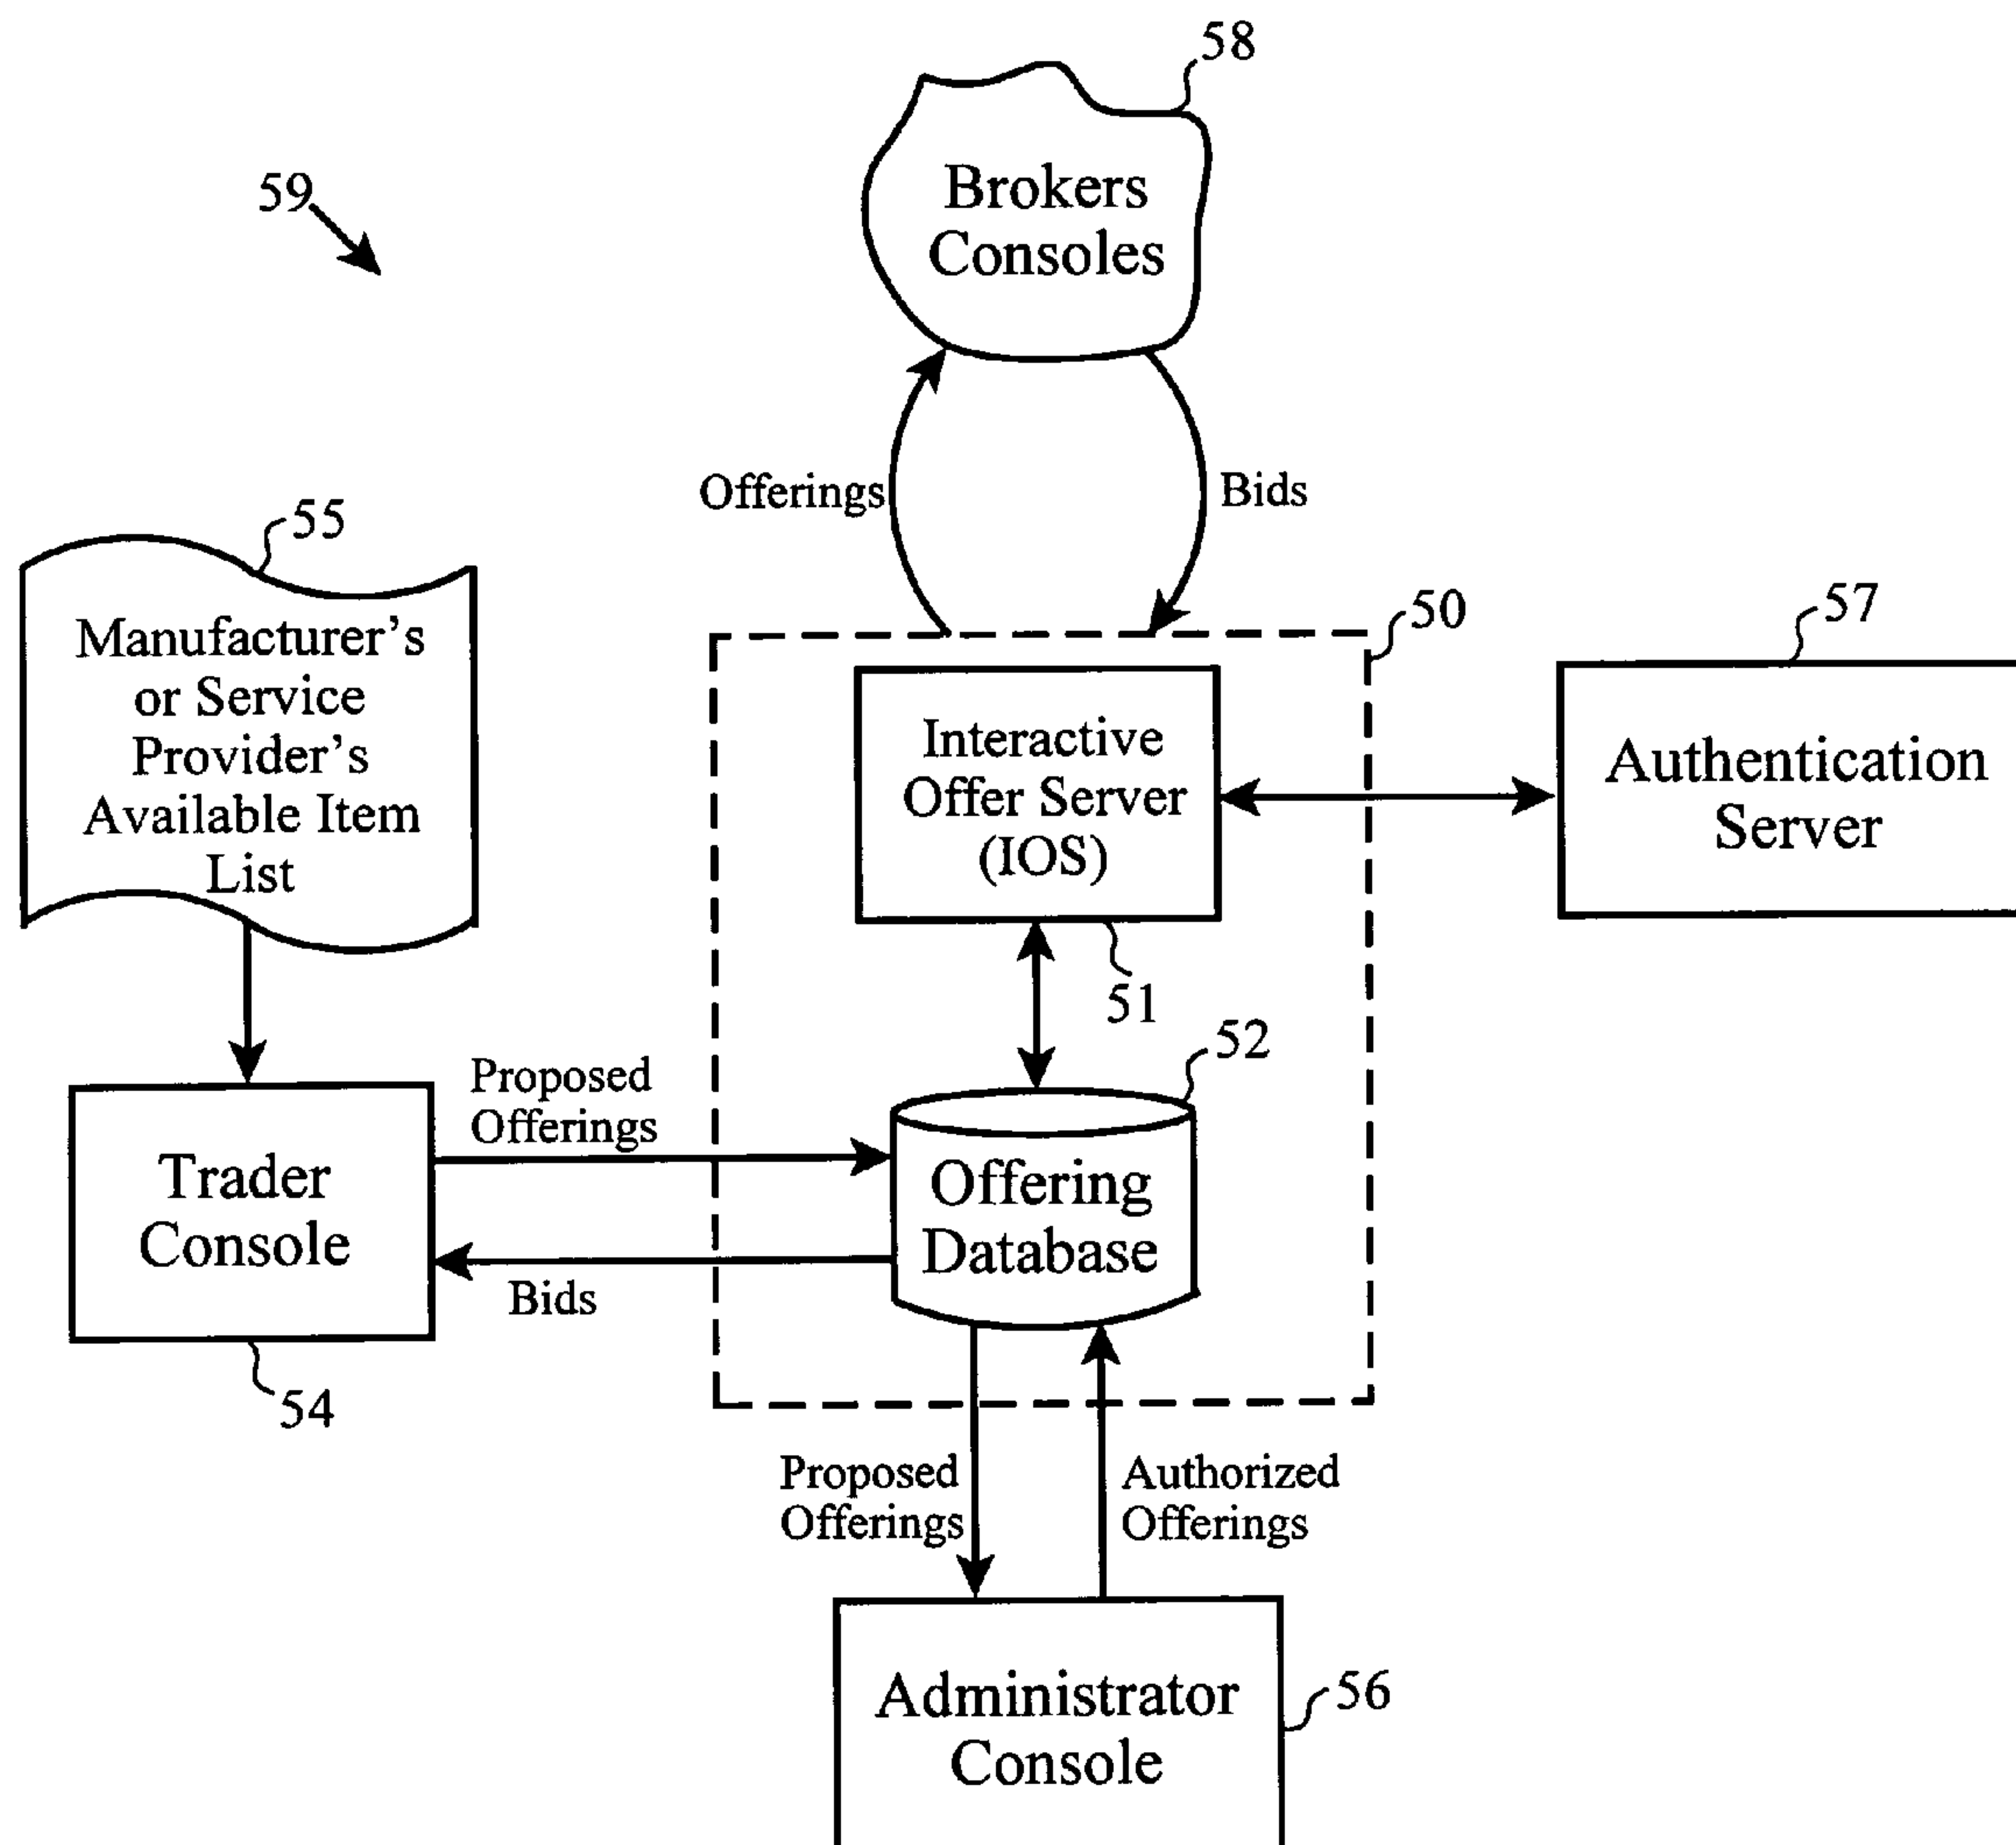 58
Brokers
Consoles
59
Offerings
Bids
55
Manufacturer's
or Service
Provider's
Available Item
List
50
57
Interactive
Offer Server
(IOS)
Authentication
Server
51
52
Proposed
Offerings
Trader
Console
Offering
Database
Bids
54
Proposed
Offerings
Authorized
Offerings
Administrator
Console
56